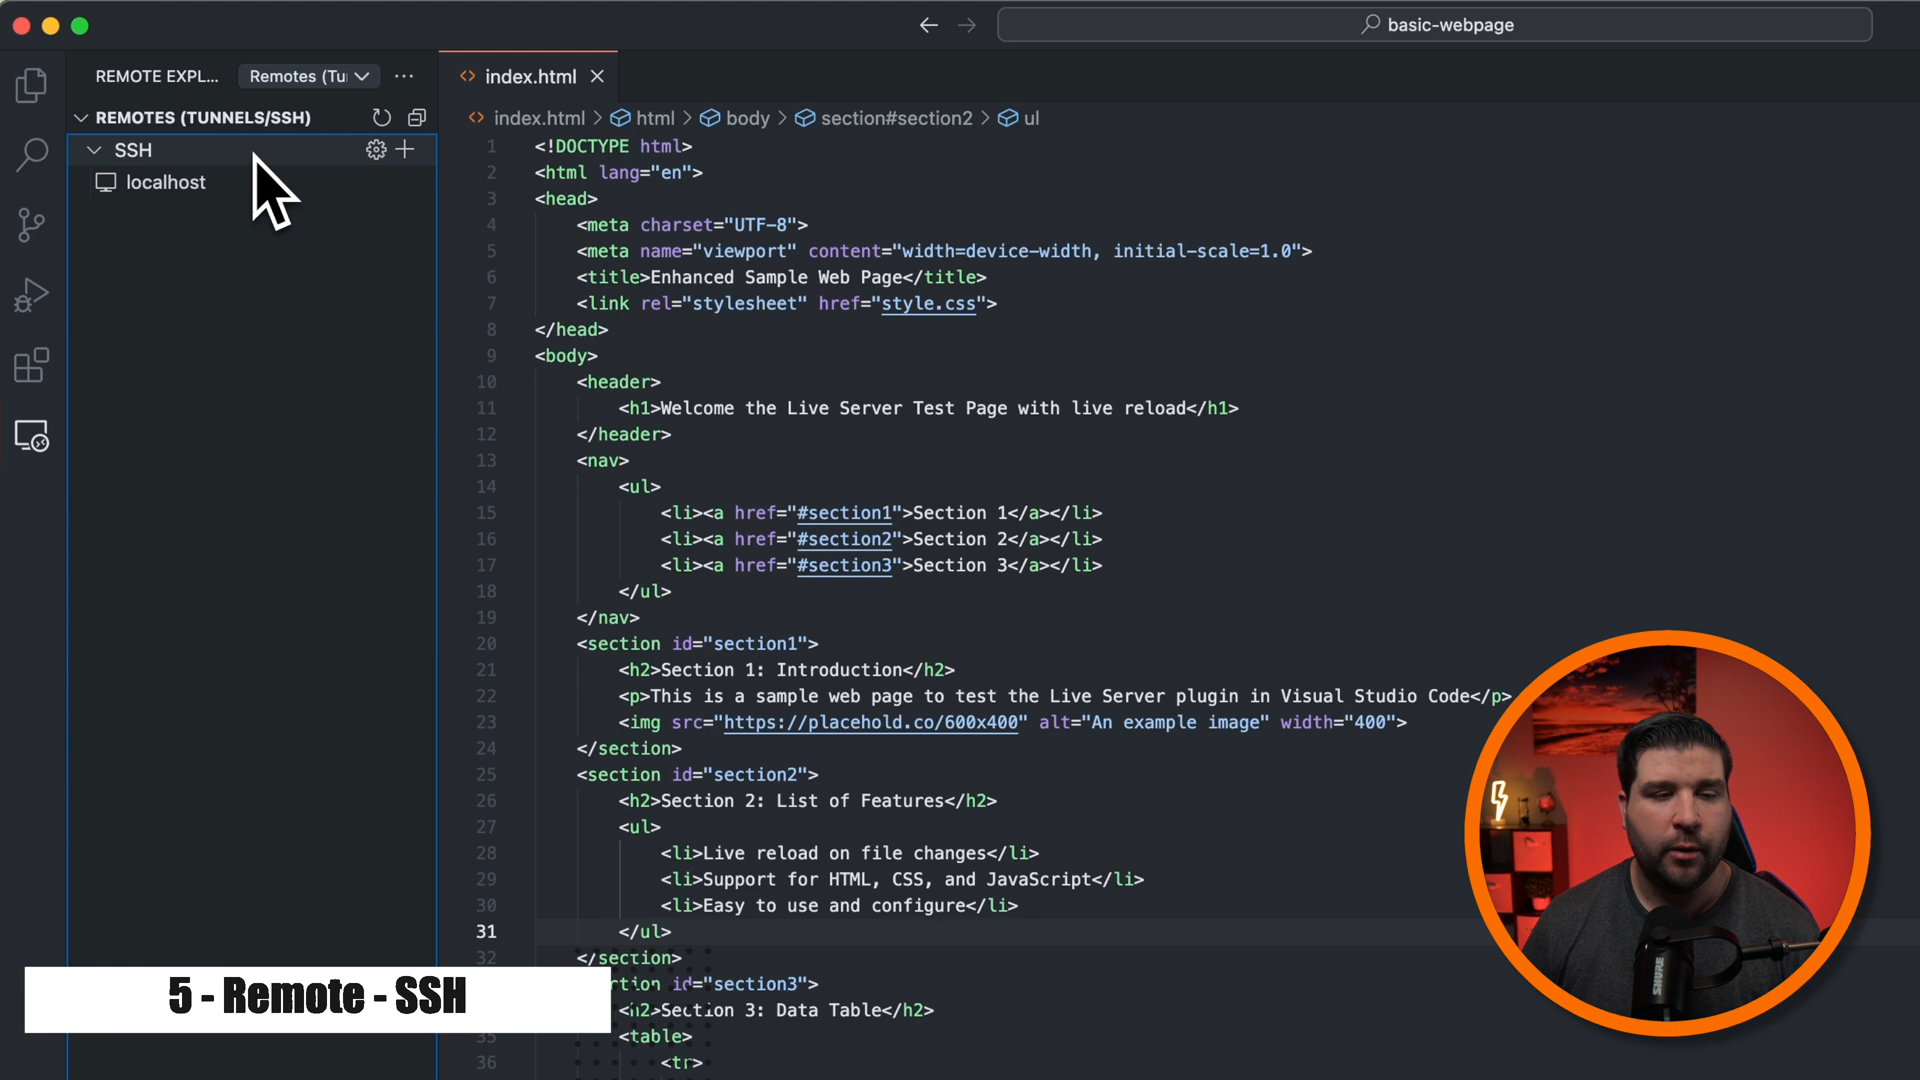 basic-webpage
REMOTE EXPL...
Remotes (Tu
index.html
REMOTES (TUNNELS/SSH)
index.html > html > body > section#section2 > ul
SSH
localhost
1 <!DOCTYPE html>
2 <html lang="en">
3 <head>
4 <meta charset="UTF-8">
5 <meta name="viewport" content="width=device-width, initial-scale=1.0">
6 <title>Enhanced Sample Web Page</title>
7 <link rel="stylesheet" href="style.css">
8 </head>
9 <body>
10 <header>
11 <h1>Welcome the Live Server Test Page with live reload</h1>
12 </header>
13 <nav>
14 <ul>
15 <li><a href="#section1">Section 1</a></li>
16 <li><a href="#section2">Section 2</a></li>
17 <li><a href="#section3">Section 3</a></li>
18 </ul>
19 </nav>
20 <section id="section1">
21 <h2>Section 1: Introduction</h2>
22 <p>This is a sample web page to test the Live Server plugin in Visual Studio Code</p>
23 <img src="https://placehold.co/600x400" alt="An example image" width="400">
24 </section>
25 <section id="section2">
26 <h2>Section 2: List of Features</h2>
27 <ul>
28 <li>Live reload on file changes</li>
29 <li>Support for HTML, CSS, and JavaScript</li>
30 <li>Easy to use and configure</li>
31 </ul>
32 </section>
ction id="section3">
<h2>Section 3: Data Table</h2>
35 <table>
36 <tr>
5 - Remote - SSH
SHURE